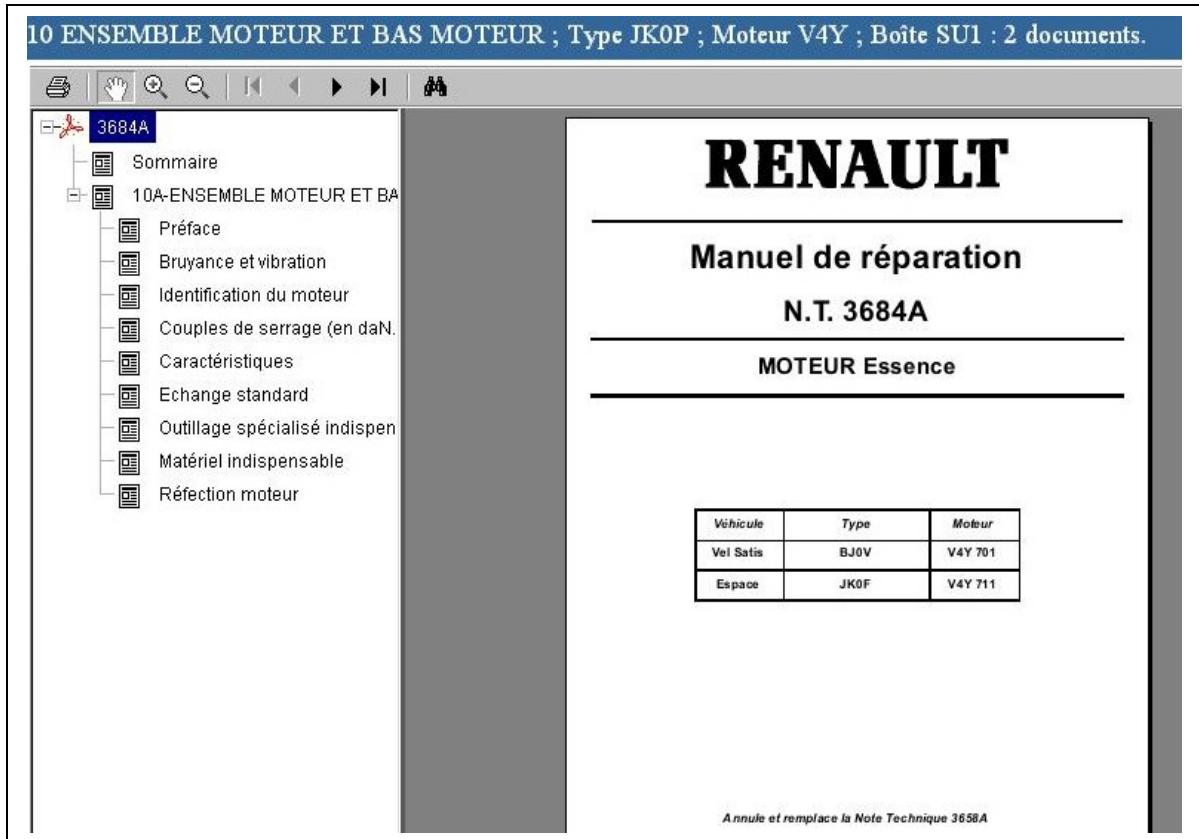 10 ENSEMBLE MOTEUR ET BAS MOTEUR ; Type JK0P ; Moteur V4Y ; Boîte SU1 : 2 documents.
3684A
Sommaire
10A-ENSEMBLE MOTEUR ET BA
Préface
Bruyance et vibration
Identification du moteur
Couples de serrage (en daN.
Caractéristiques
Echange standard
Outillage spécialisé indispen
Matériel indispensable
Réfection moteur
RENAULT
Manuel de réparation
N.T. 3684A
MOTEUR Essence
Véhicule Type Moteur
Vel Satis BJ0V V4Y 701
Espace JK0F V4Y 711
Annule et remplace la Note Technique 3658A